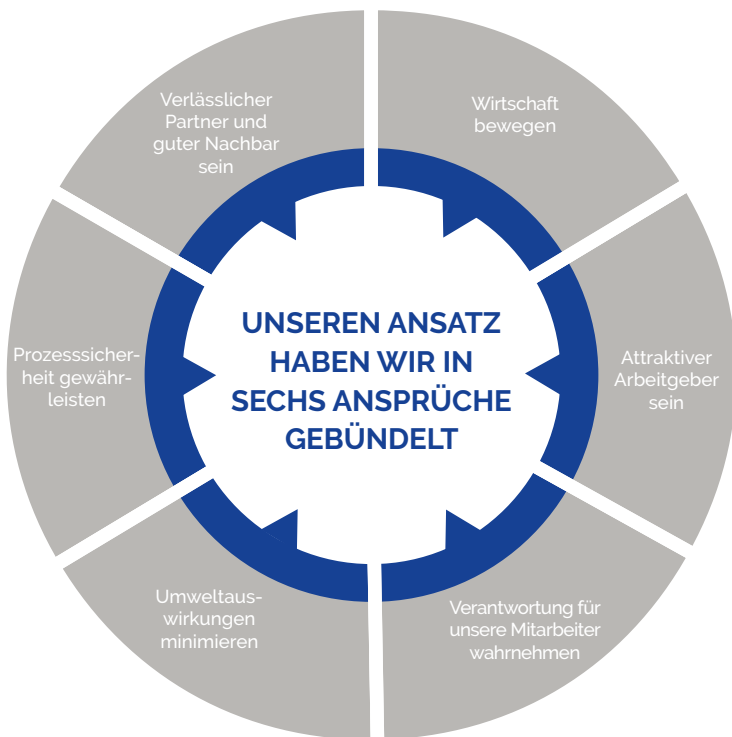 Verlässlicher
Partner und
guter Nachbar
sein
Wirtschaft
bewegen
Prozesssicher-
heit gewähr-
leisten
UNSEREN ANSATZ
HABEN WIR IN
SECHS ANSPRÜCHE
GEBÜNDELT
Attraktiver
Arbeitgeber
sein
Umweltaus-
wirkungen
minimieren
Verantwortung für
unsere Mitarbeiter
wahrnehmen